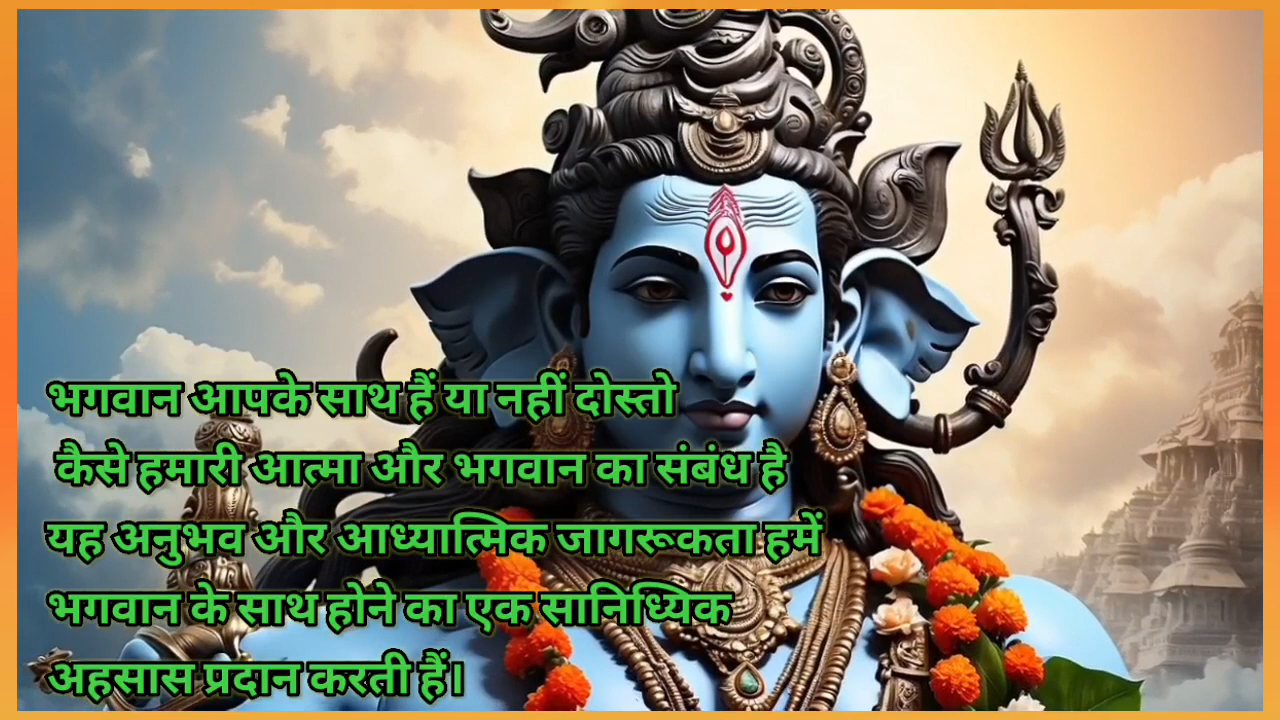 भगवान आपके साथ हैं या नहीं दोस्तो
कैसे हमारी आत्मा और भगवान का संबंध है
यह अनुभव और आध्यात्मिक जागरूकता हमें
भगवान के साथ होने का एक सानिध्यिक
अहसास प्रदान करती हैं।